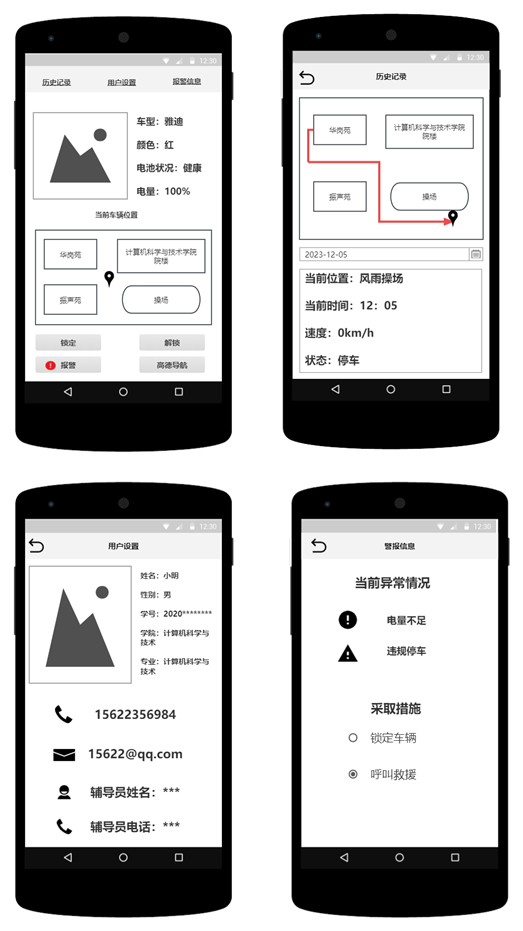 12:30
历史记录
用户设置
报警信息
车型：雅迪
颜色：红
电池状况：健康
电量：100%
当前车辆位置
华岗苑
计算机科学与技术学院
院楼
振声苑
操场
锁定
解锁
报警
高德导航
12:30
历史记录
华岗苑
计算机科学与技术学院
院楼
振声苑
操场
2023-12-05
当前位置：风雨操场
当前时间：12：05
速度：0km/h
状态：停车
12:30
用户设置
姓名：小明
性别：男
学号：2020********
学院：计算机科学与
技术
专业：计算机科学与
技术
15622356984
15622@qq.com
辅导员姓名：***
辅导员电话：***
12:30
警报信息
当前异常情况
电量不足
违规停车
采取措施
锁定车辆
呼叫救援